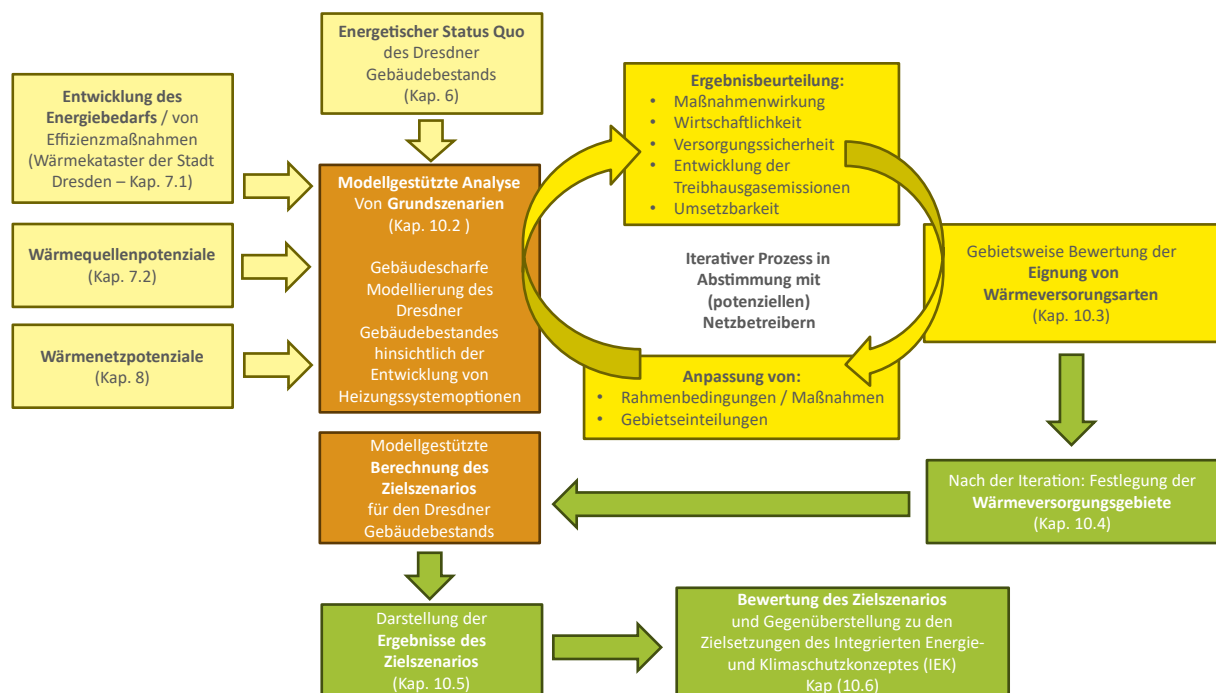 Energetischer Status Quo
des Dresdner
Gebäudebestands
(Kap. 6)
Entwicklung des
Energiebedarfs / von
Effizienzmaßnahmen
(Wärmekataster der Stadt
Dresden – Kap. 7.1)
Wärmequellenpotenziale
(Kap. 7.2)
Wärmenetzpotenziale
(Kap. 8)
Modellgestützte Analyse
Von Grundszenarien
(Kap. 10.2 )
Gebäudescharfe
Modellierung des
Dresdner
Gebäudebestandes
hinsichtlich der
Entwicklung von
Heizungssystemoptionen
Ergebnisbeurteilung:
• Maßnahmenwirkung
• Wirtschaftlichkeit
• Versorgungssicherheit
• Entwicklung der
Treibhausgasemissionen
• Umsetzbarkeit
Iterativer Prozess in
Abstimmung mit
(potenziellen)
Netzbetreibern
Gebietsweise Bewertung der
Eignung von
Wärmeversorungsarten
(Kap. 10.3)
Anpassung von:
• Rahmenbedingungen / Maßnahmen
• Gebietseinteilungen
Nach der Iteration: Festlegung der
Wärmeversorgungsgebiete
(Kap. 10.4)
Modellgestützte
Berechnung des
Zielszenarios
für den Dresdner
Gebäudebestands
Darstellung der
Ergebnisse des
Zielszenarios
(Kap. 10.5)
Bewertung des Zielszenarios
und Gegenüberstellung zu den
Zielsetzungen des Integrierten Energie-
und Klimaschutzkonzeptes (IEK)
Kap (10.6)